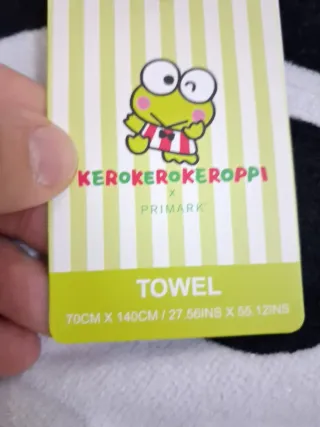 KEROKEROKEROPPI
X
PRIMARK
TOWEL
70CM X 140CM / 27.56INS X 55.12INS